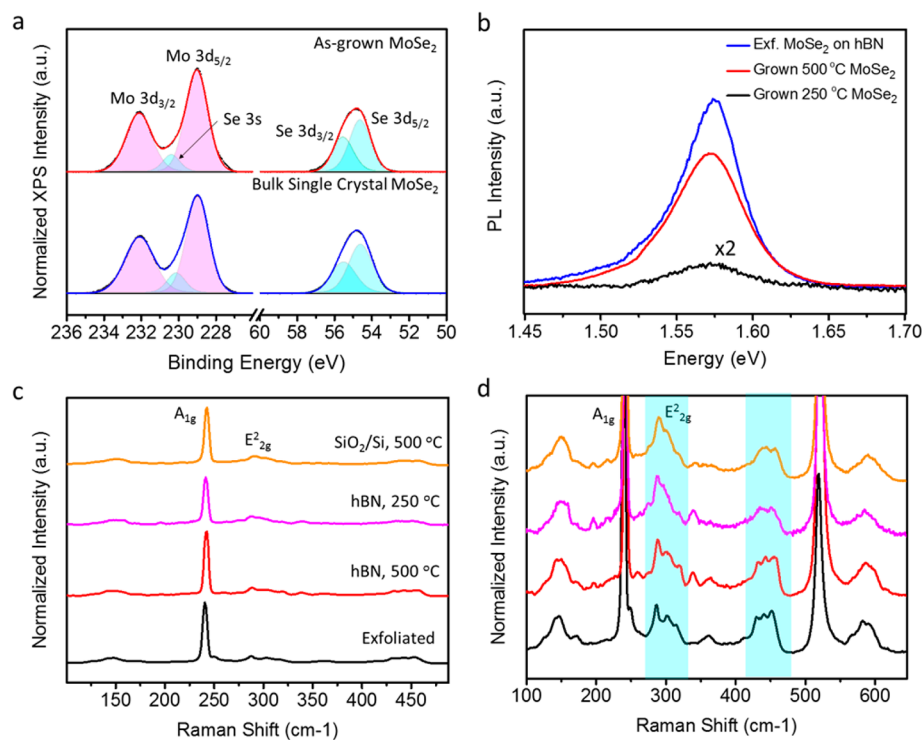 a
As-grown MoSe₂
Mo 3d₅/₂
Mo 3d₃/₂
Se 3s
Se 3d₃/₂
Se 3d₅/₂
Bulk Single Crystal MoSe₂
Normalized XPS Intensity (a.u.)
236 234 232 230 228 226 60 58 56 54 52 50
Binding Energy (eV)
b
Exf. MoSe₂ on hBN
Grown 500 °C MoSe₂
Grown 250 °C MoSe₂
x2
PL Intensity (a.u.)
1.45 1.50 1.55 1.60 1.65 1.70
Energy (eV)
c
A₁g
E²₂g
SiO₂/Si, 500 °C
hBN, 250 °C
hBN, 500 °C
Exfoliated
Normalized Intensity (a.u.)
150 200 250 300 350 400 450
Raman Shift (cm-1)
d
A₁g
E²₂g
Normalized Intensity (a.u.)
100 200 300 400 500 600
Raman Shift (cm-1)